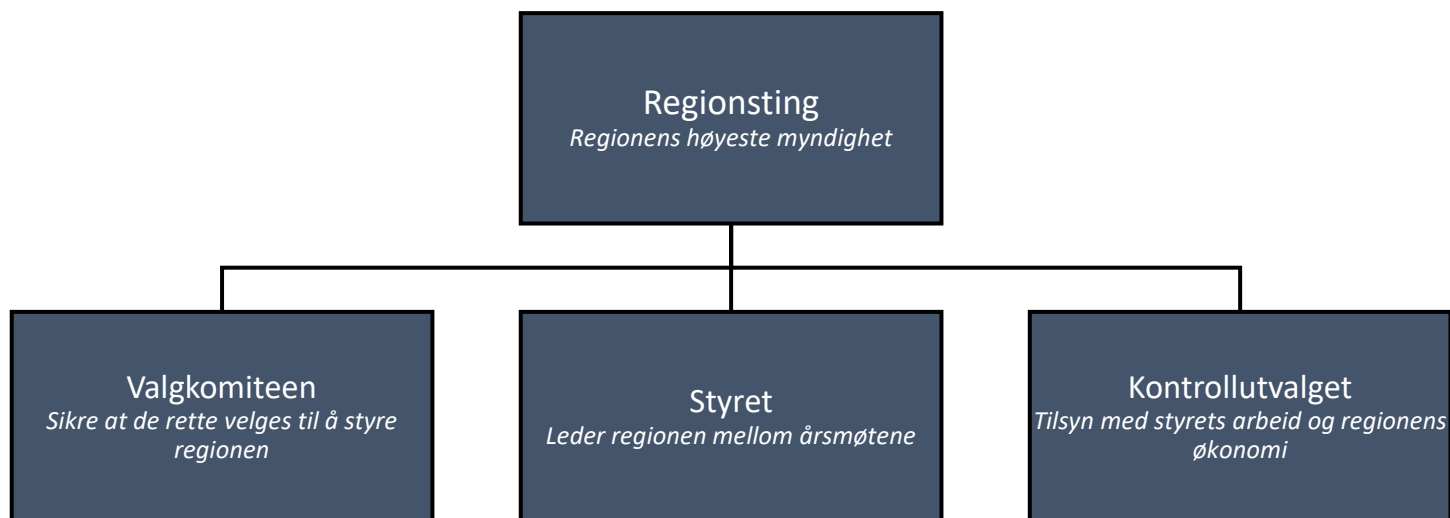 Regionsting
Regionens høyeste myndighet
Valgkomiteen
Sikre at de rette velges til å styre
regionen
Styret
Leder regionen mellom årsmøtene
Kontrollutvalget
Tilsyn med styrets arbeid og regionens
økonomi